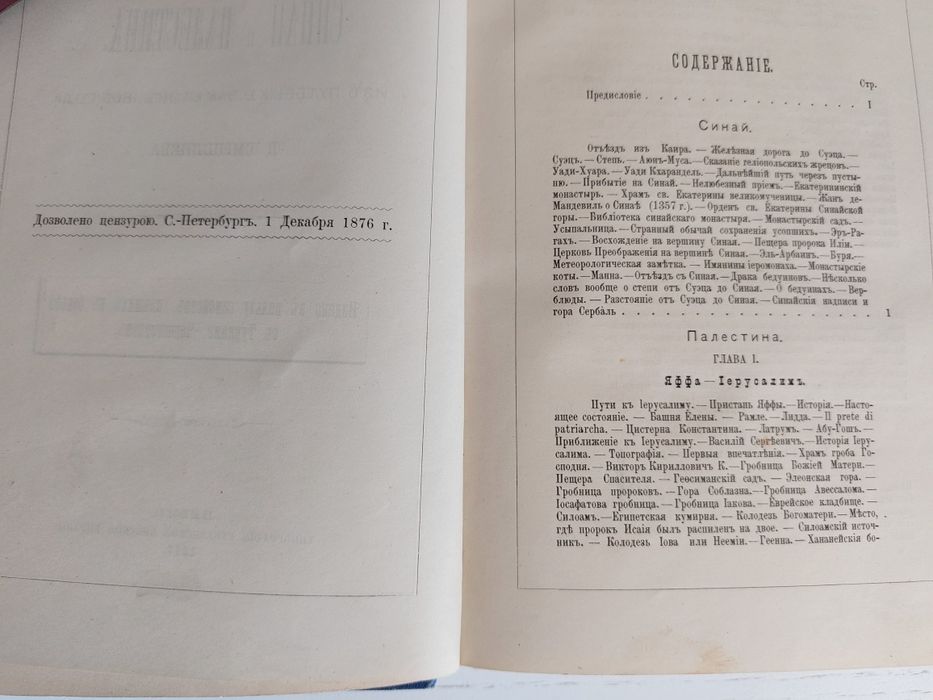 Дозволено цензурою. С.-Петербургъ. 1 Декабря 1876 г.
СОДЕРЖАНІЕ.
Стр.
Предисловіе . . . . . . . . . . . . . . I
Синай.
Отъѣздъ изъ Каира. — Желѣзная дорога до Суэца. —
Суэцъ. — Степь. — Аюнъ-Муса. — Сказаніе геліопольскихъ жрецовъ. —
Уади-Хуара. — Уади Кхарандель. — Дальнѣйшій путь черезъ пусты-
ню. — Прибытіе на Синай. — Нелюбезный пріемъ. — Екатерининскій
монастырь. — Храмъ св. Екатерины великомученицы. — Жанъ де-
Мандевиль о Синаѣ (1357 г.). — Орденъ св. Екатерины Синайской
горы. — Библіотека синайскаго монастыря. — Монастырскій садъ. —
Усыпальница. — Странный обычай сохраненія усопшихъ. — Эръ-Ра-
гахъ. — Восхожденіе на вершину Синая. — Пещера пророка Иліи. —
Церковь Преображенія на вершинѣ Синая. — Эль-Арбаинъ. — Буря. —
Метеорологическая замѣтка. — Имянины іеромонаха. — Монастырскіе
коты. — Манна. — Отъѣздъ съ Синая. — Драка бедуиновъ. — Нѣсколько
словъ вообще о степи отъ Суэца до Синая. — О бедуинахъ. — Вер-
блюды. — Разстояніе отъ Суэца до Синая. — Синайскія надписи и
гора Сербаль . . . . . . . . . . . . . . . . . 1
Палестина.
ГЛАВА I.
Яффа — Іерусалимъ.
Пути къ Іерусалиму. — Пристань Яффы. — Исторія. — Насто-
ящее состояніе. — Башня Елены. — Рамле. — Лидда. — Il prete di
patriarcha. — Цистерна Константина. — Латрумъ. — Абу-Гошъ. —
Приближеніе къ Іерусалиму. — Василій Сергѣевичъ. — Исторія Іеру-
салима. — Топографія. — Первыя впечатлѣнія. — Храмъ гроба Го-
сподня. — Викторъ Кирилловичъ К. — Гробница Божіей Матери. —
Пещера Спасителя. — Геѳсиманскій садъ. — Элеонская гора. —
Гробница пророковъ. — Гора Соблазна. — Гробница Авессалома. —
Іосафатова гробница. — Гробница Іакова. — Еврейское кладбище. —
Силоамъ. — Египетская кумирня. — Колодезь Богоматери. — Мѣсто,
гдѣ пророкъ Исаія былъ распиленъ на двое. — Силоамскій источ-
никъ. — Колодезь Іова или Нееміи. — Геенна. — Хананейскія бо-